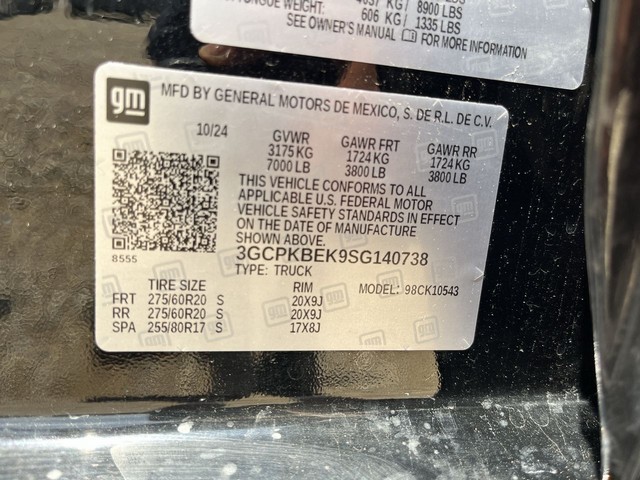 4037 KG / 8900 LBS
TONGUE WEIGHT: 606 KG / 1335 LBS
SEE OWNER'S MANUAL FOR MORE INFORMATION
gm
MFD BY GENERAL MOTORS DE MEXICO, S. DE R.L. DE C.V.
10/24 GVWR GAWR FRT GAWR RR
3175 KG 1724 KG 1724 KG
7000 LB 3800 LB 3800 LB
THIS VEHICLE CONFORMS TO ALL
APPLICABLE U.S. FEDERAL MOTOR
VEHICLE SAFETY STANDARDS IN EFFECT
ON THE DATE OF MANUFACTURE
SHOWN ABOVE.
8555 3GCPKBEK9SG140738
TYPE: TRUCK
TIRE SIZE RIM MODEL: 98CK10543
FRT 275/60R20 S 20X9J
RR 275/60R20 S 20X9J
SPA 255/80R17 S 17X8J